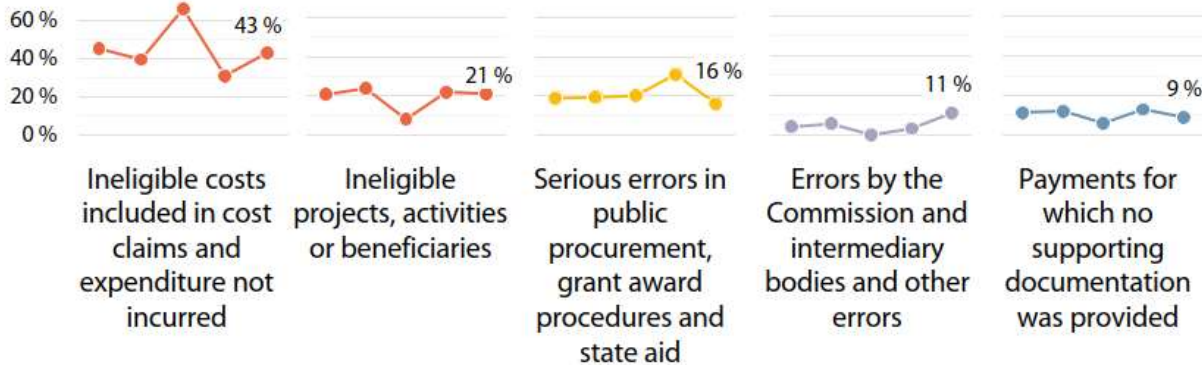 60 %
40 %
20 %
0 %
43 %
21 %
16 %
11 %
9 %
Ineligible costs
included in cost
claims and
expenditure not
incurred
Ineligible
projects, activities
or beneficiaries
Serious errors in
public
procurement,
grant award
procedures and
state aid
Errors by the
Commission and
intermediary
bodies and other
errors
Payments for
which no
supporting
documentation
was provided